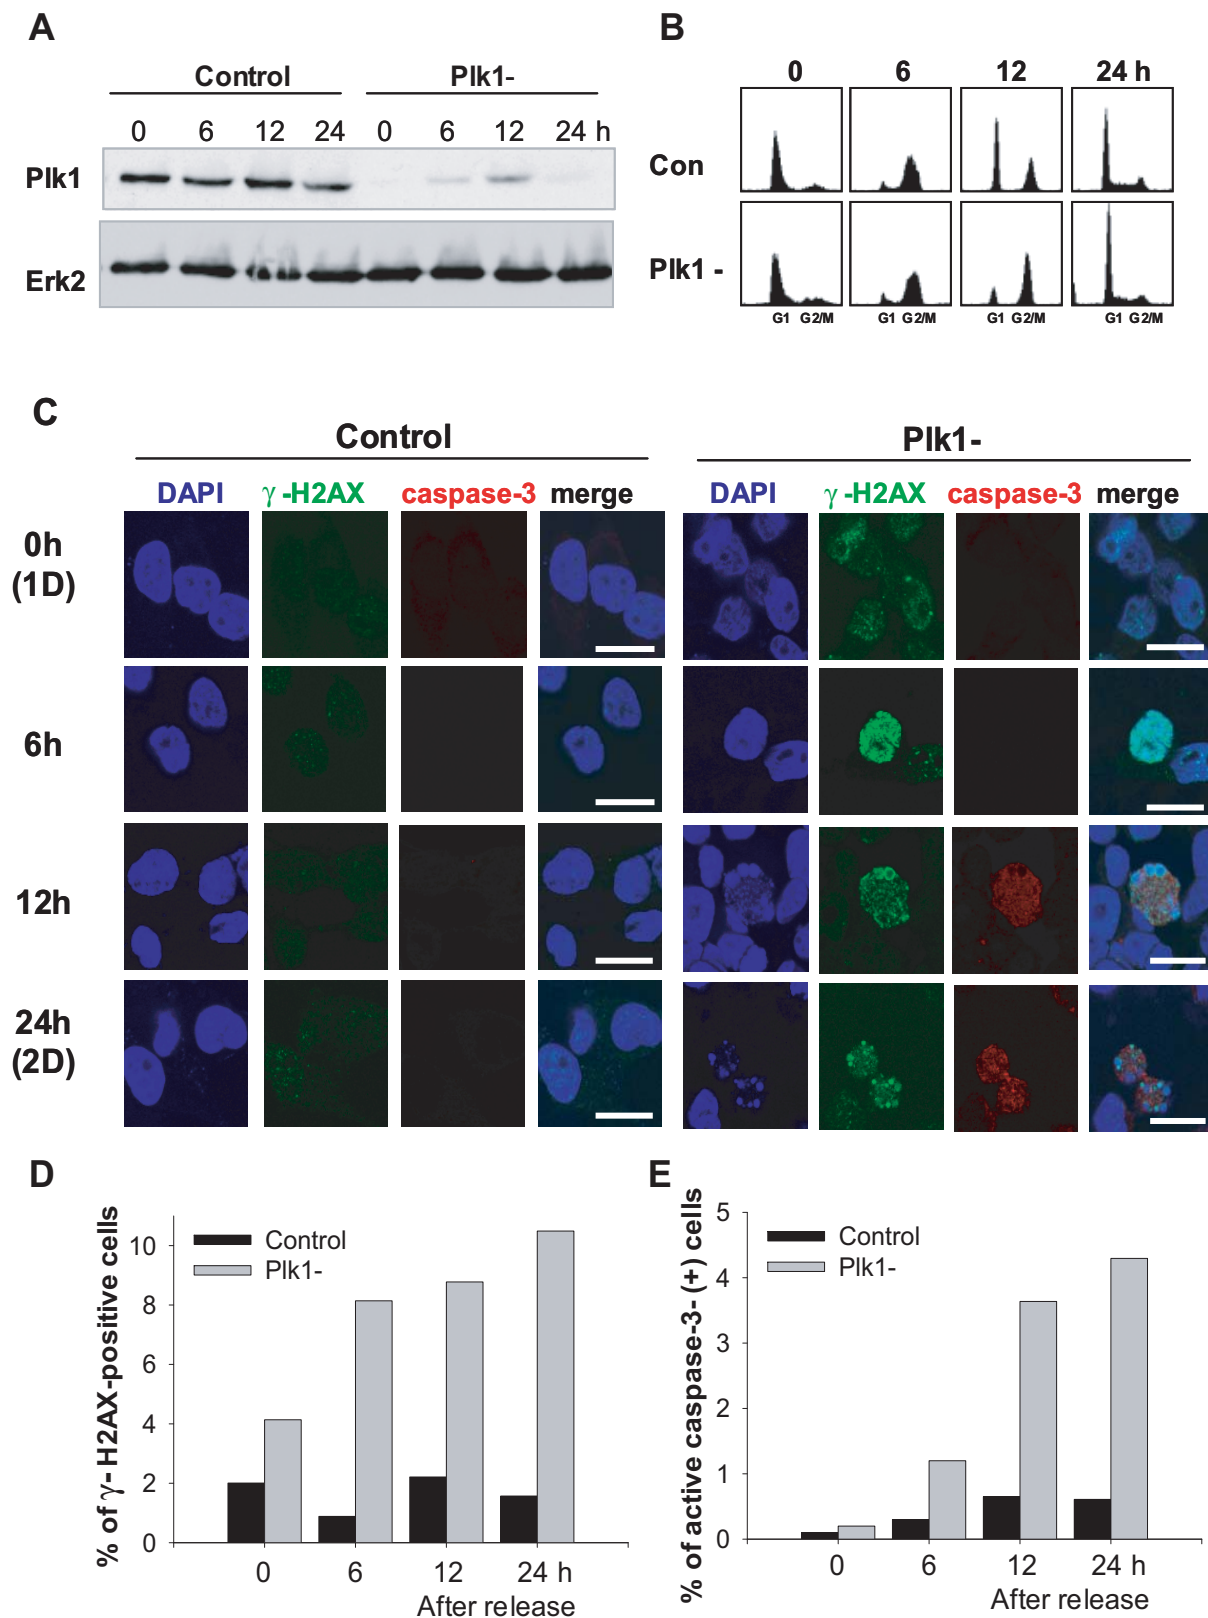 A
Control Plk1-
0 6 12 24 0 6 12 24 h
Plk1
Erk2
B
0 6 12 24 h
Con
Plk1 -
G1 G2/M G1 G2/M G1 G2/M G1 G2/M
C
Control Plk1-
DAPI γ-H2AX caspase-3 merge DAPI γ-H2AX caspase-3 merge
0h
(1D)
6h
12h
24h
(2D)
D
% of γ- H2AX-positive cells
Control
Plk1-
10
8
6
4
2
0
0 6 12 24 h
After release
E
% of active caspase-3- (+) cells
Control
Plk1-
5
4
3
2
1
0
0 6 12 24 h
After release